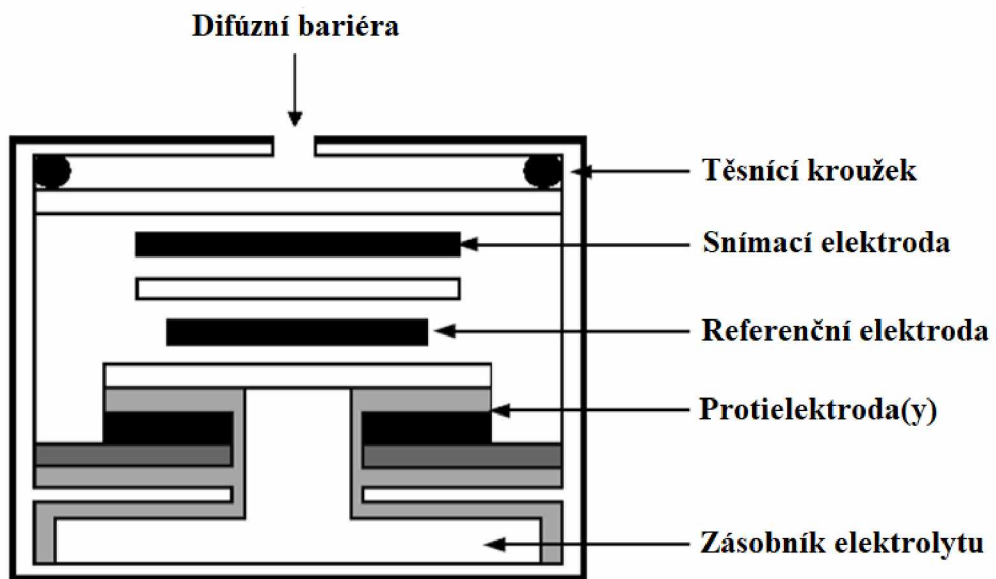 Difúzní bariéra
Těsnící kroužek
Snímací elektroda
Referenční elektroda
Protielektroda(y)
Zásobník elektrolytu